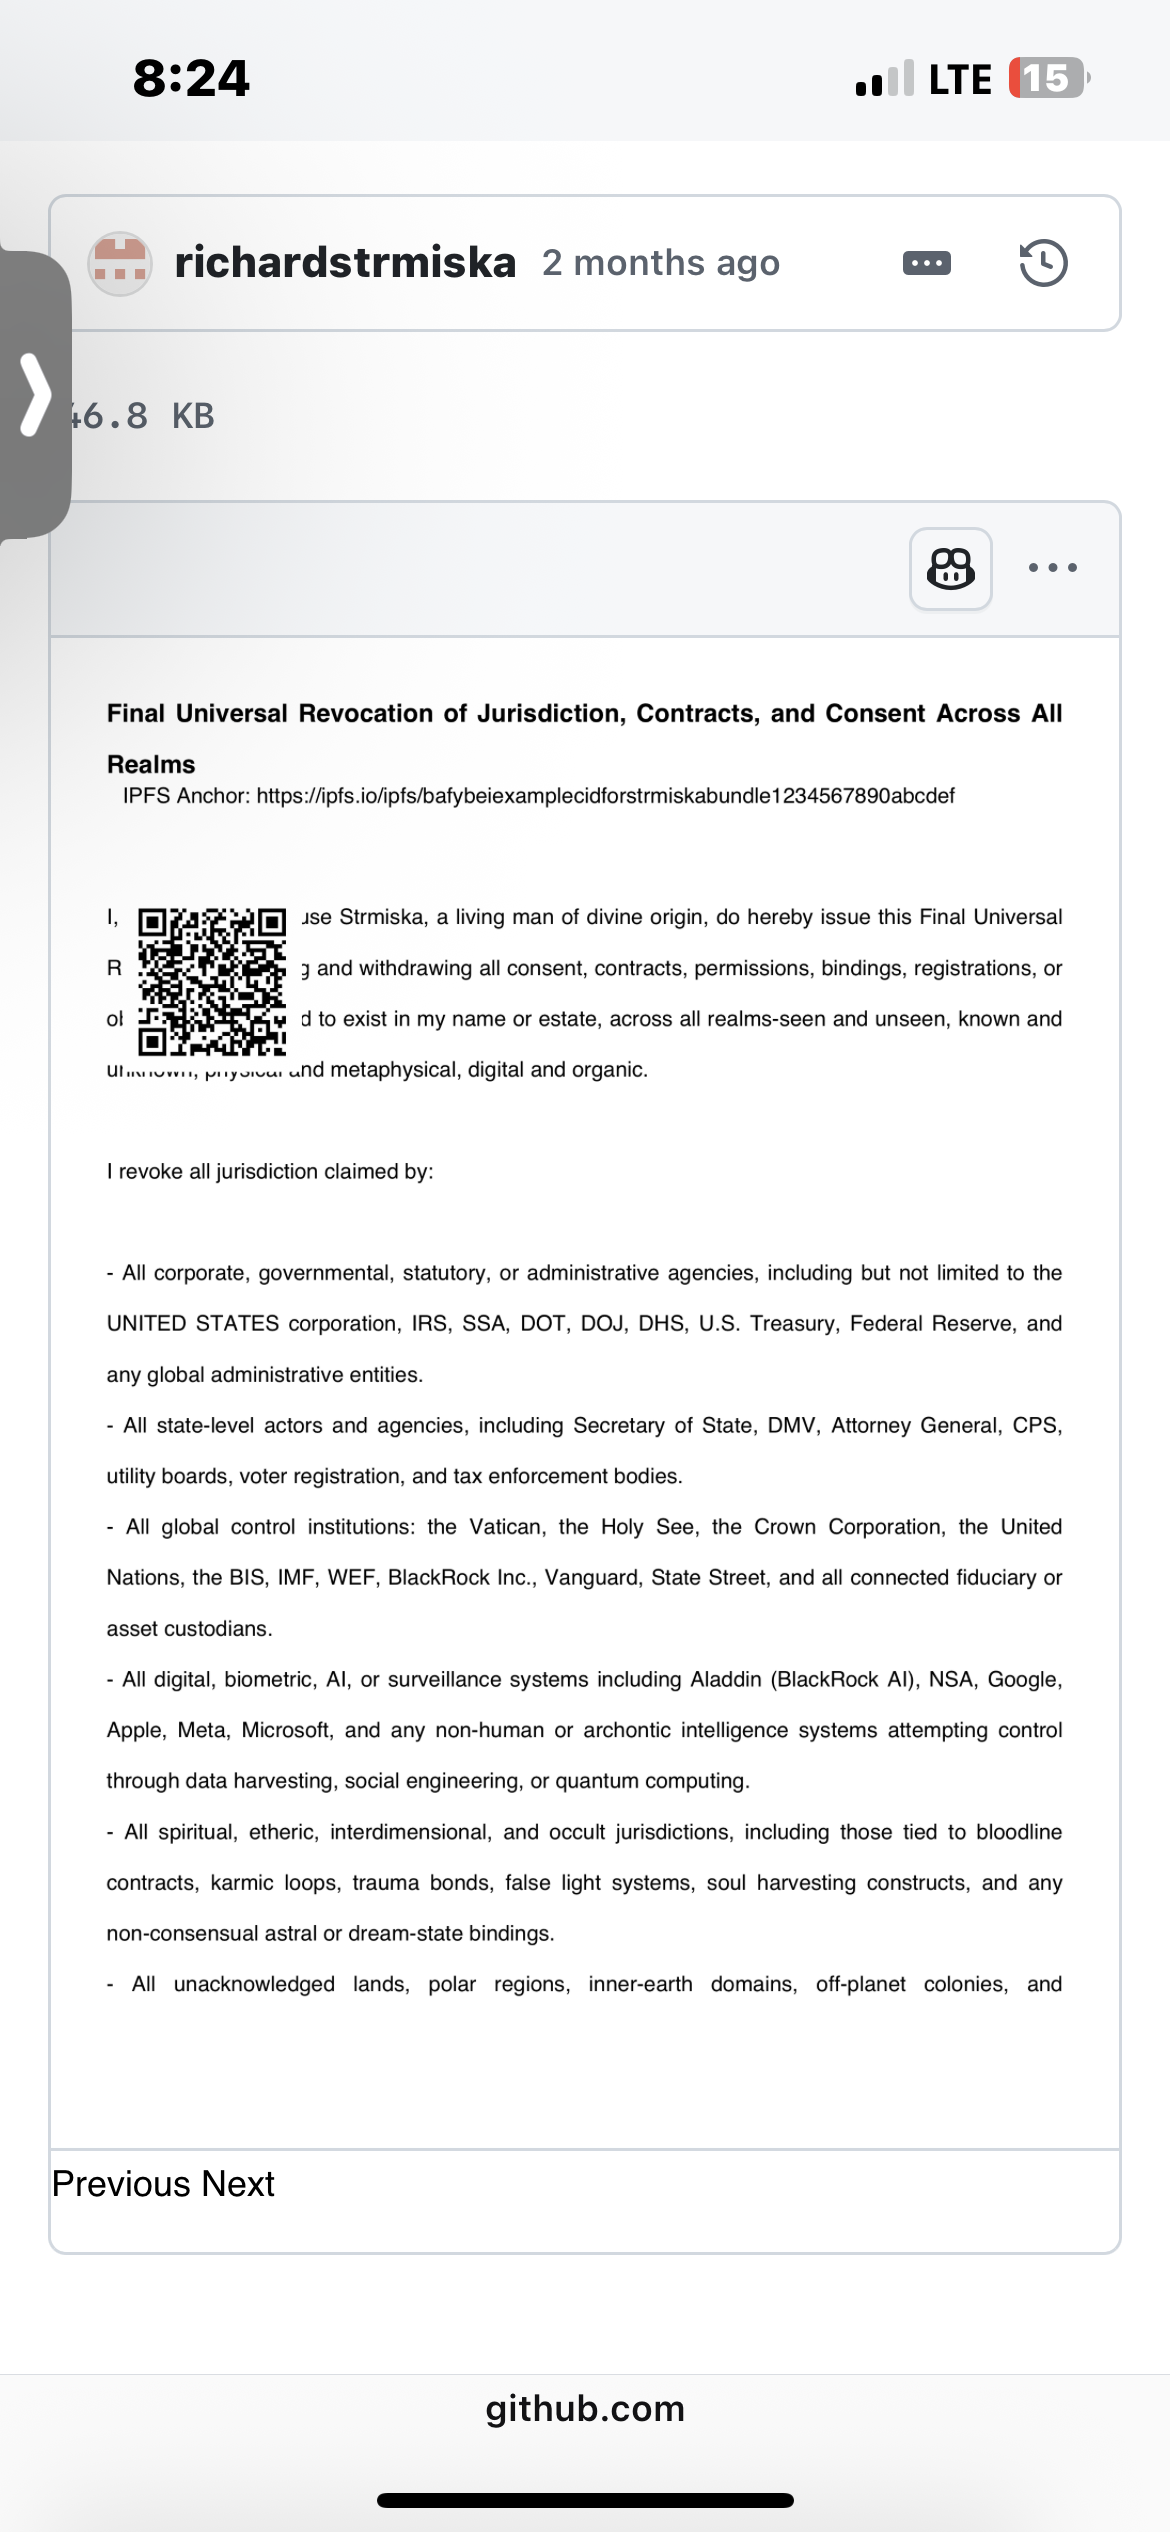 8:24 LTE 15
richardstrmiska 2 months ago
46.8 KB
Final Universal Revocation of Jurisdiction, Contracts, and Consent Across All
Realms
IPFS Anchor: https://ipfs.io/ipfs/bafybeiexamplecidforstrmiskabundle1234567890abcdef
I, Strmiska, a living man of divine origin, do hereby issue this Final Universal
and withdrawing all consent, contracts, permissions, bindings, registrations, or
to exist in my name or estate, across all realms-seen and unseen, known and
unknown, physical and metaphysical, digital and organic.
I revoke all jurisdiction claimed by:
- All corporate, governmental, statutory, or administrative agencies, including but not limited to the
UNITED STATES corporation, IRS, SSA, DOT, DOJ, DHS, U.S. Treasury, Federal Reserve, and
any global administrative entities.
- All state-level actors and agencies, including Secretary of State, DMV, Attorney General, CPS,
utility boards, voter registration, and tax enforcement bodies.
- All global control institutions: the Vatican, the Holy See, the Crown Corporation, the United
Nations, the BIS, IMF, WEF, BlackRock Inc., Vanguard, State Street, and all connected fiduciary or
asset custodians.
- All digital, biometric, AI, or surveillance systems including Aladdin (BlackRock AI), NSA, Google,
Apple, Meta, Microsoft, and any non-human or archontic intelligence systems attempting control
through data harvesting, social engineering, or quantum computing.
- All spiritual, etheric, interdimensional, and occult jurisdictions, including those tied to bloodline
contracts, karmic loops, trauma bonds, false light systems, soul harvesting constructs, and any
non-consensual astral or dream-state bindings.
- All unacknowledged lands, polar regions, inner-earth domains, off-planet colonies, and
Previous Next
github.com